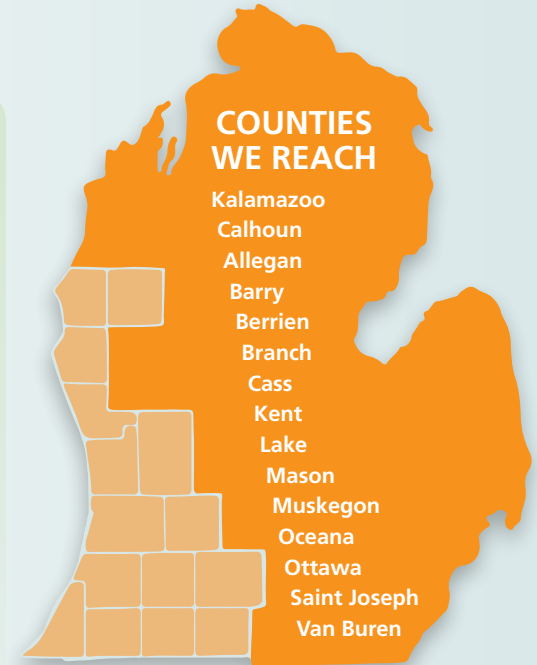 COUNTIES
WE REACH
Kalamazoo
Calhoun
Allegan
Barry
Berrien
Branch
Cass
Kent
Lake
Mason
Muskegon
Oceana
Ottawa
Saint Joseph
Van Buren